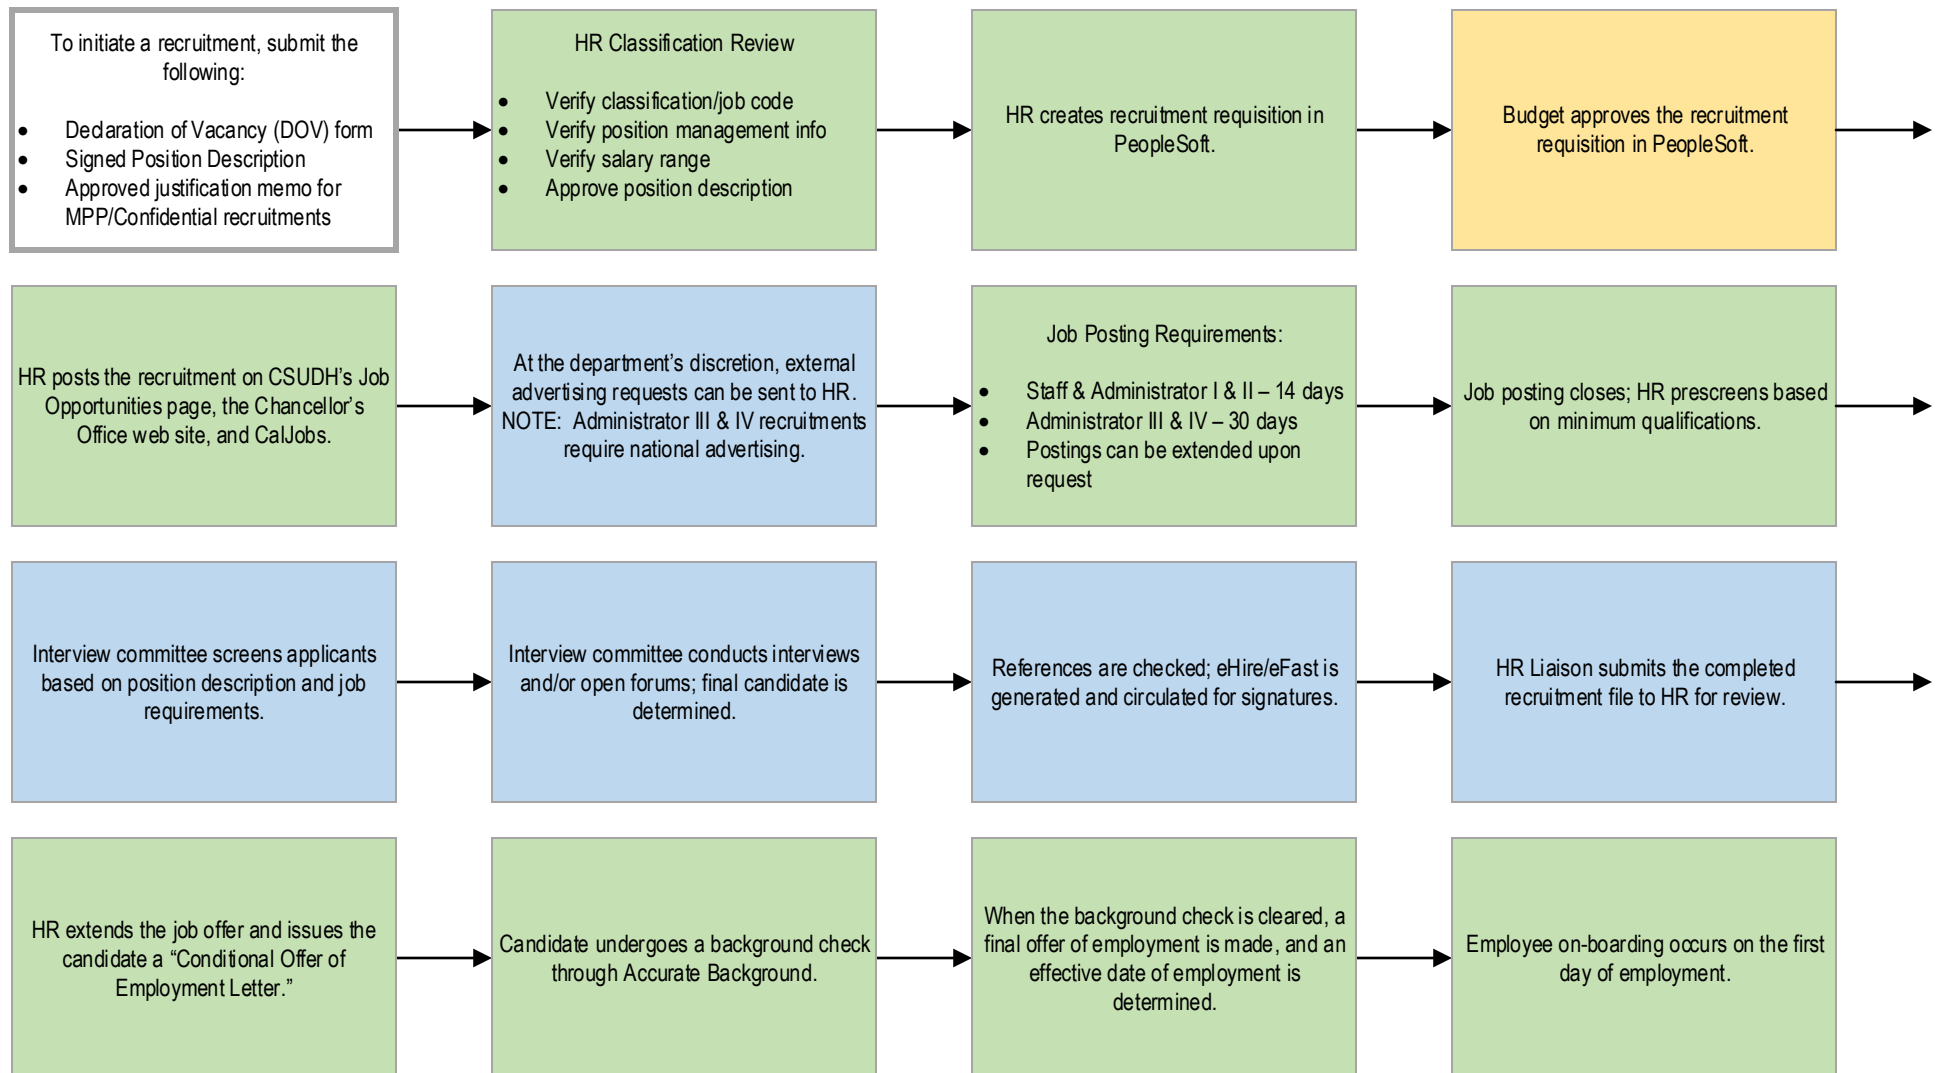 To initiate a recruitment, submit the
following:
• Declaration of Vacancy (DOV) form
• Signed Position Description
• Approved justification memo for
MPP/Confidential recruitments
HR Classification Review
• Verify classification/job code
• Verify position management info
• Verify salary range
• Approve position description
HR creates recruitment requisition in
PeopleSoft.
Budget approves the recruitment
requisition in PeopleSoft.
HR posts the recruitment on CSUDH’s Job
Opportunities page, the Chancellor’s
Office web site, and CalJobs.
At the department’s discretion, external
advertising requests can be sent to HR.
NOTE: Administrator III & IV recruitments
require national advertising.
Job Posting Requirements:
• Staff & Administrator I & II – 14 days
• Administrator III & IV – 30 days
• Postings can be extended upon
request
Job posting closes; HR prescreens based
on minimum qualifications.
Interview committee screens applicants
based on position description and job
requirements.
Interview committee conducts interviews
and/or open forums; final candidate is
determined.
References are checked; eHire/eFast is
generated and circulated for signatures.
HR Liaison submits the completed
recruitment file to HR for review.
HR extends the job offer and issues the
candidate a “Conditional Offer of
Employment Letter.”
Candidate undergoes a background check
through Accurate Background.
When the background check is cleared, a
final offer of employment is made, and an
effective date of employment is
determined.
Employee on-boarding occurs on the first
day of employment.